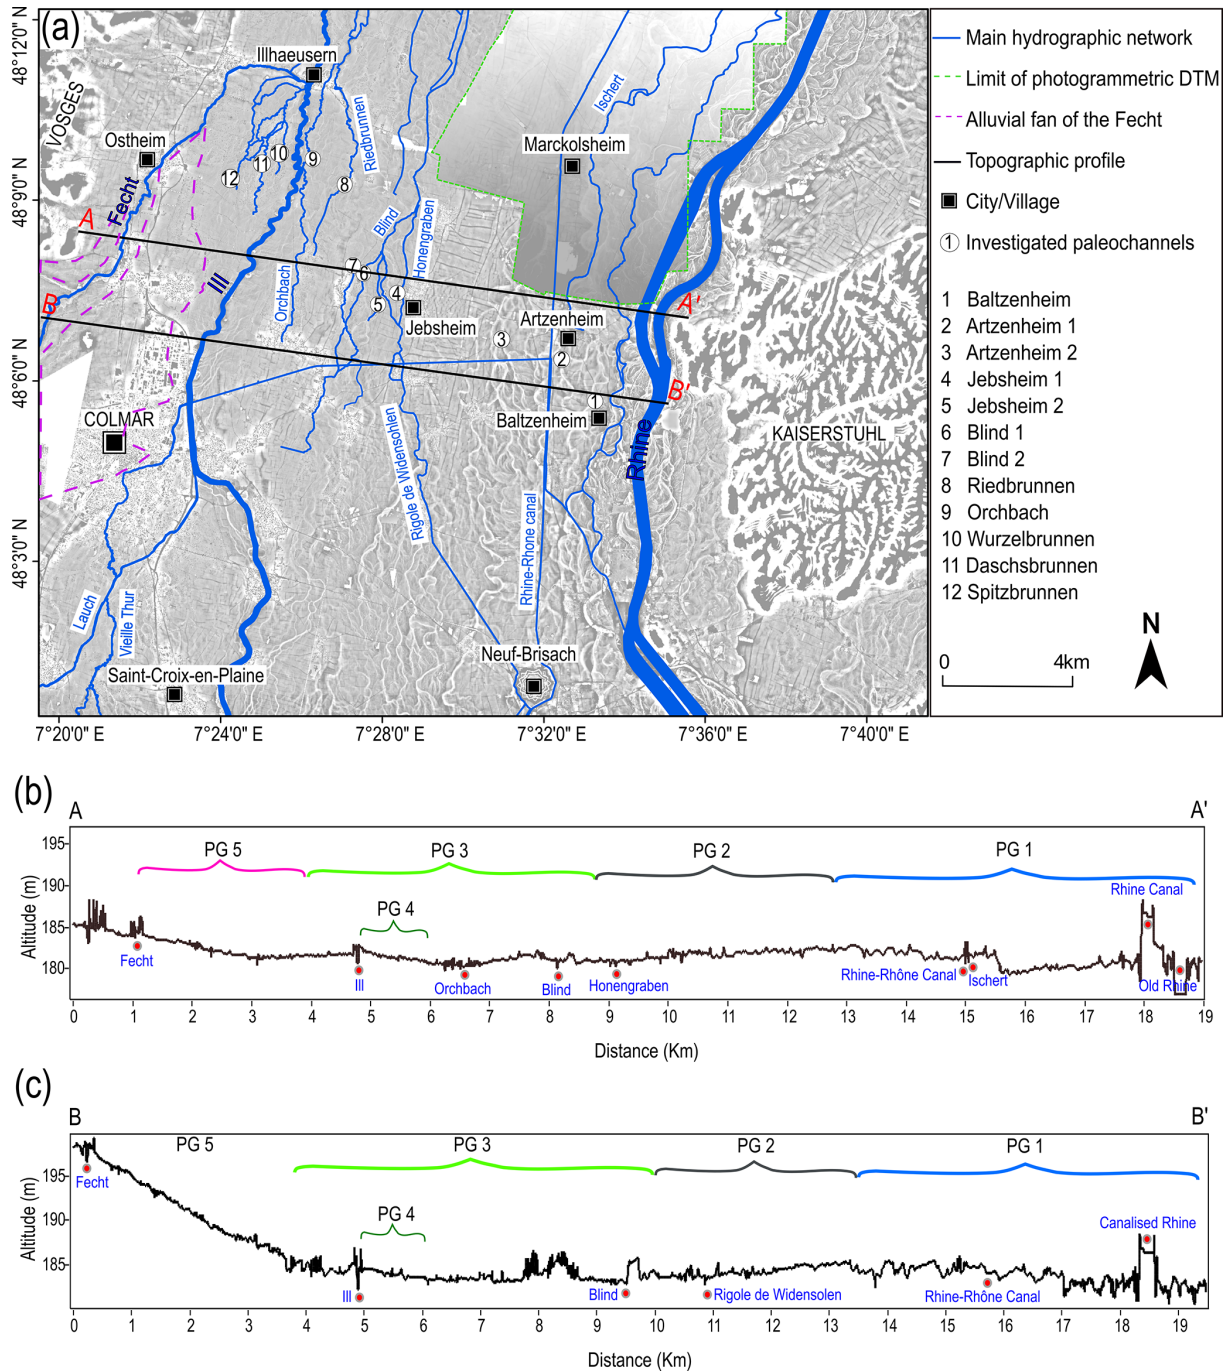 (a)
48°12'0" N
48°9'0" N
48°6'0" N
48°3'0" N
VOSGES
Illhaeusern
Ostheim
Fecht
Riedbrunnen
Ischert
Marckolsheim
10
9
11
12
8
A
Blind
Honengraben
Ill
Orchbach
7
6
5
4
B
Jebsheim
Artzenheim
A'
3
2
B'
1
COLMAR
Baltzenheim
KAISERSTUHL
Rhine
Rigole de Widensohlen
Rhine-Rhone canal
Lauch
Vieille Thur
Neuf-Brisach
Saint-Croix-en-Plaine
7°20'0" E
7°24'0" E
7°28'0" E
7°32'0" E
7°36'0" E
7°40'0" E
Main hydrographic network
Limit of photogrammetric DTM
Alluvial fan of the Fecht
Topographic profile
City/Village
1 Investigated paleochannels
1 Baltzenheim
2 Artzenheim 1
3 Artzenheim 2
4 Jebsheim 1
5 Jebsheim 2
6 Blind 1
7 Blind 2
8 Riedbrunnen
9 Orchbach
10 Wurzelbrunnen
11 Daschsbrunnen
12 Spitzbrunnen
N
0 4km
(b)
A A'
195
190
185
180
Altitude (m)
PG 5
PG 3
PG 2
PG 1
PG 4
Rhine Canal
Fecht
Ill
Orchbach
Blind
Honengraben
Rhine-Rhône Canal
Ischert
Old Rhine
0 1 2 3 4 5 6 7 8 9 10 11 12 13 14 15 16 17 18 19
Distance (Km)
(c)
B B'
195
190
185
Altitude (m)
PG 5
PG 3
PG 2
PG 1
PG 4
Canalised Rhine
Fecht
Ill
Blind
Rigole de Widensolen
Rhine-Rhône Canal
0 1 2 3 4 5 6 7 8 9 10 11 12 13 14 15 16 17 18 19
Distance (Km)